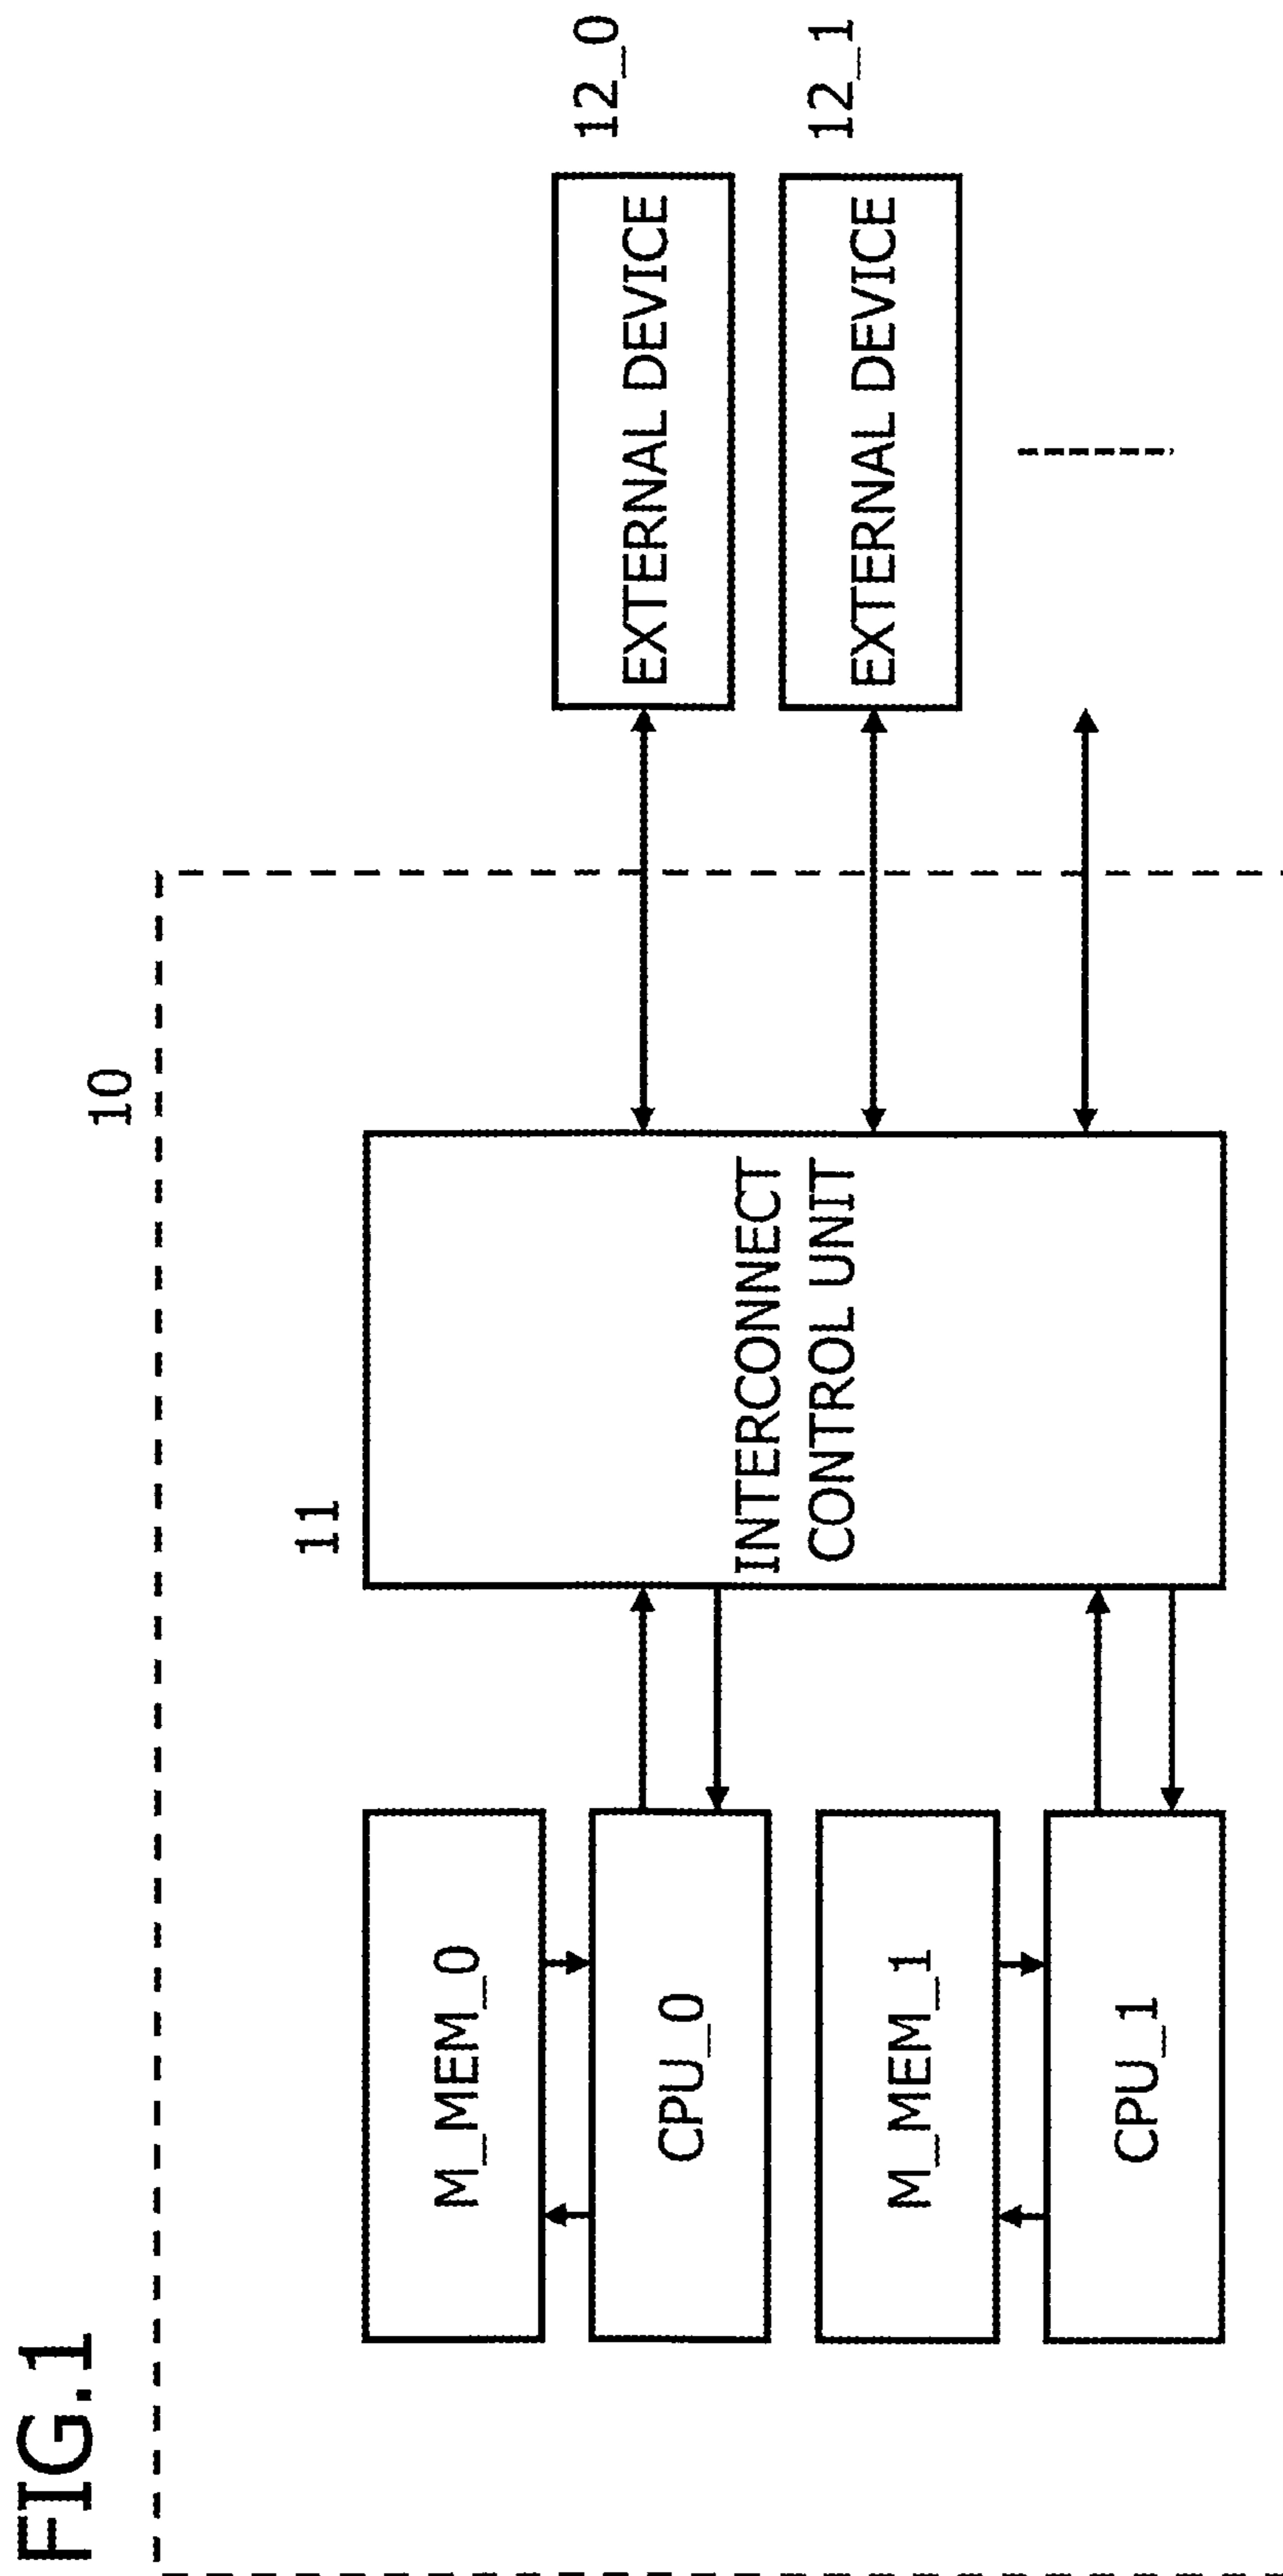 FIG.1
10
11
12_0
12_1
M_MEM_0
CPU_0
M_MEM_1
CPU_1
INTERCONNECT
CONTROL UNIT
EXTERNAL DEVICE
EXTERNAL DEVICE